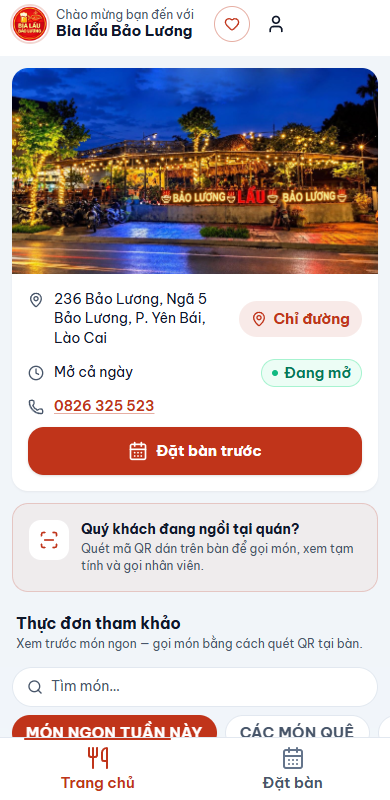 BIA LẨU
BẢO LƯƠNG
Chào mừng bạn đến với
Bia lẩu Bảo Lương
BẢO LƯƠNG LẨU BẢO LƯƠNG
236 Bảo Lương, Ngã 5
Bảo Lương, P. Yên Bái,
Lào Cai
Chỉ đường
Mở cả ngày
Đang mở
0826 325 523
Đặt bàn trước
Quý khách đang ngồi tại quán?
Quét mã QR dán trên bàn để gọi món, xem tạm
tính và gọi nhân viên.
Thực đơn tham khảo
Xem trước món ngon — gọi món bằng cách quét QR tại bàn.
Tìm món...
MÓN NGON TUẦN NÀY
CÁC MÓN QUÊ
Trang chủ
Đặt bàn